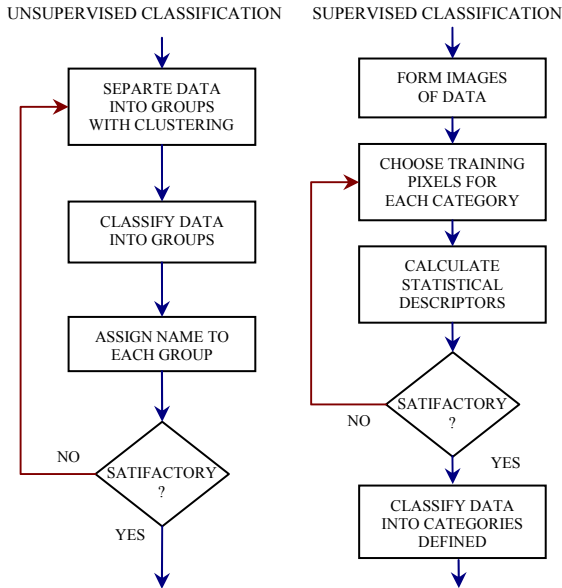 UNSUPERVISED CLASSIFICATION
SEPARTE DATA
INTO GROUPS
WITH CLUSTERING
CLASSIFY DATA
INTO GROUPS
ASSIGN NAME TO
EACH GROUP
NO
SATIFACTORY
?
YES
SUPERVISED CLASSIFICATION
FORM IMAGES
OF DATA
CHOOSE TRAINING
PIXELS FOR
EACH CATEGORY
CALCULATE
STATISTICAL
DESCRIPTORS
SATIFACTORY
?
NO
YES
CLASSIFY DATA
INTO CATEGORIES
DEFINED